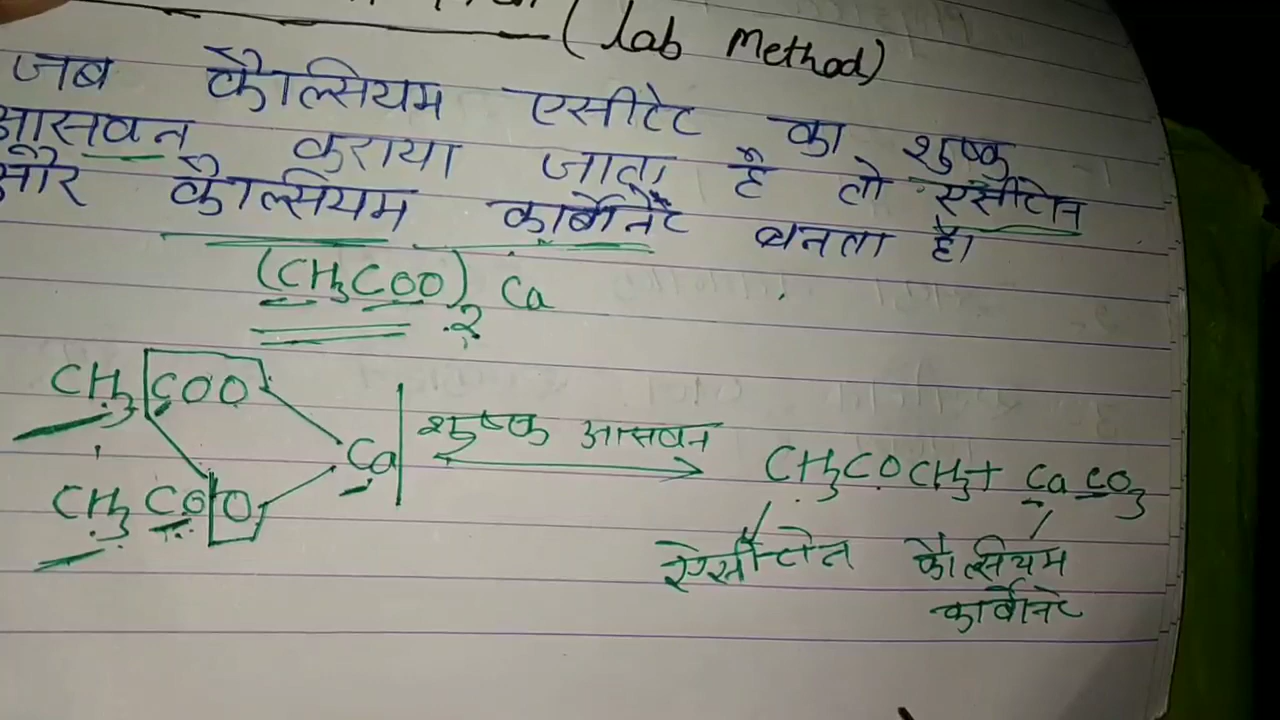 (Lab Method)
जब कैल्सियम एसीटेट का शुष्क
आसवन कराया जाता है तो एसीटोन
और कैल्सियम कार्बोनेट बनता है।
(CH3COO)2 Ca
CH3COO
शुष्क आसवन
Ca
CH3COCH3 + CaCO3
CH3COO
ऐसीटोन कैल्सियम
कार्बोनेट